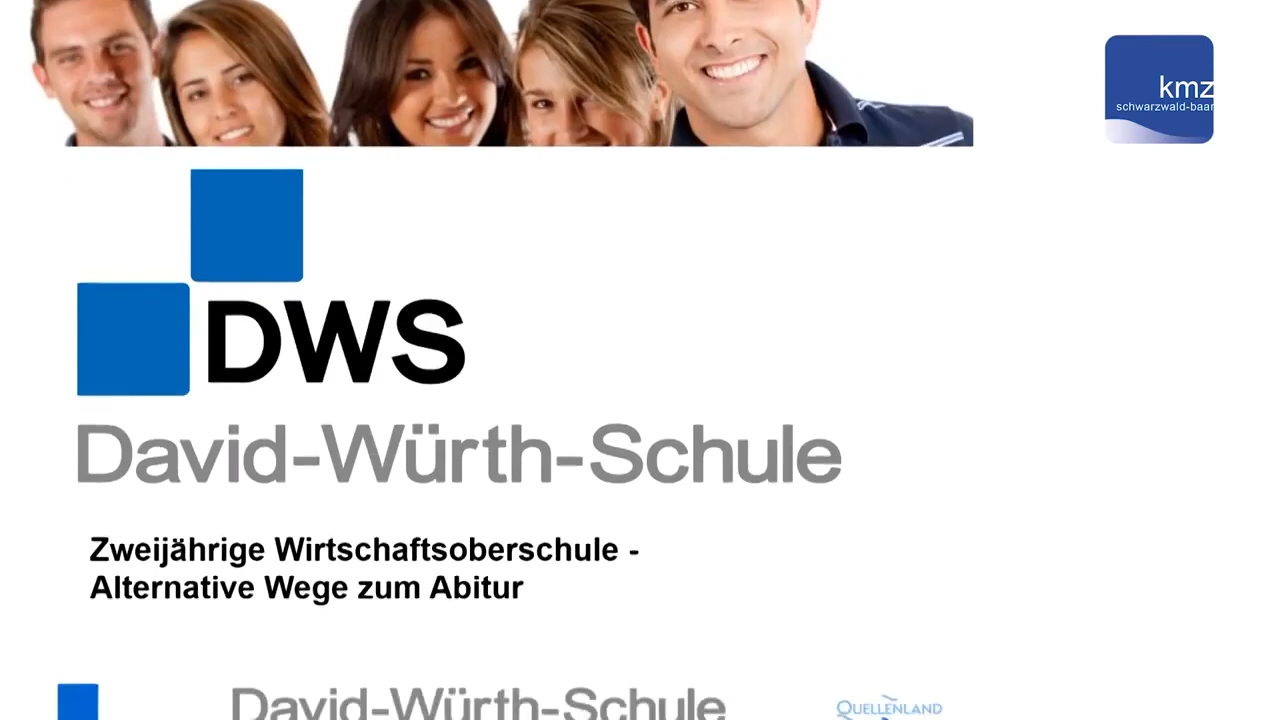 kmz
schwarzwald-baar
DWS
David-Würth-Schule
Zweijährige Wirtschaftsoberschule -
Alternative Wege zum Abitur
David-Würth-Schule
QUELLENLAND